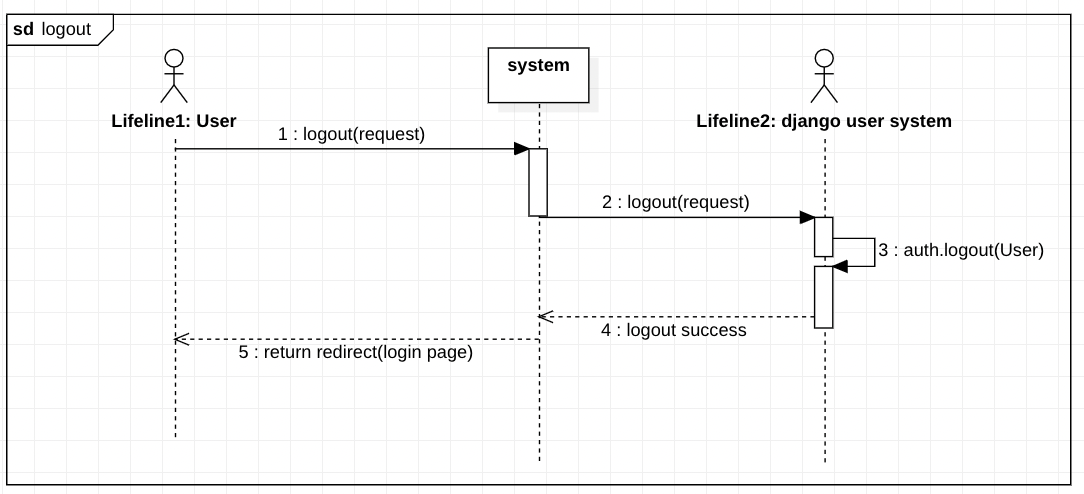 sd logout
system
Lifeline1: User
Lifeline2: django user system
1 : logout(request)
2 : logout(request)
3 : auth.logout(User)
4 : logout success
5 : return redirect(login page)